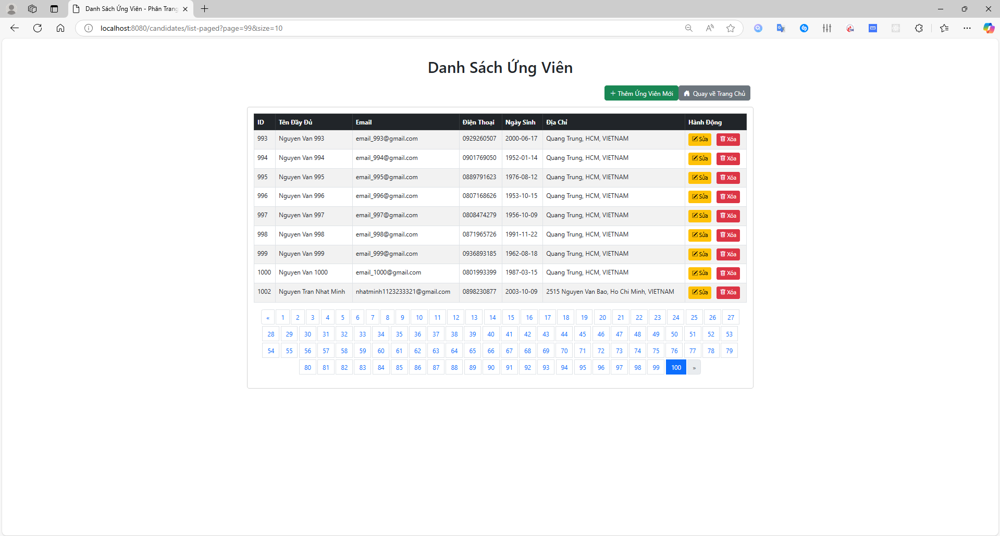 Danh Sách Ứng Viên - Phân Trang
localhost:8080/candidates/list-paged?page=99&size=10
Danh Sách Ứng Viên
+ Thêm Ứng Viên Mới Quay về Trang Chủ
ID Tên Đầy Đủ Email Điện Thoại Ngày Sinh Địa Chỉ Hành Động
993 Nguyen Van 993 email_993@gmail.com 0929260507 2000-06-17 Quang Trung, HCM, VIETNAM Sửa Xóa
994 Nguyen Van 994 email_994@gmail.com 0901769050 1952-01-14 Quang Trung, HCM, VIETNAM Sửa Xóa
995 Nguyen Van 995 email_995@gmail.com 0889791623 1976-08-12 Quang Trung, HCM, VIETNAM Sửa Xóa
996 Nguyen Van 996 email_996@gmail.com 0807168626 1953-10-15 Quang Trung, HCM, VIETNAM Sửa Xóa
997 Nguyen Van 997 email_997@gmail.com 0808474279 1956-10-09 Quang Trung, HCM, VIETNAM Sửa Xóa
998 Nguyen Van 998 email_998@gmail.com 0871965726 1991-11-22 Quang Trung, HCM, VIETNAM Sửa Xóa
999 Nguyen Van 999 email_999@gmail.com 0936893185 1962-08-18 Quang Trung, HCM, VIETNAM Sửa Xóa
1000 Nguyen Van 1000 email_1000@gmail.com 0801993399 1987-03-15 Quang Trung, HCM, VIETNAM Sửa Xóa
1002 Nguyen Tran Nhat Minh nhatminh1123233321@gmail.com 0898230877 2003-10-09 2515 Nguyen Van Bao, Ho Chi Minh, VIETNAM Sửa Xóa
« 1 2 3 4 5 6 7 8 9 10 11 12 13 14 15 16 17 18 19 20 21 22 23 24 25 26 27
28 29 30 31 32 33 34 35 36 37 38 39 40 41 42 43 44 45 46 47 48 49 50 51 52 53
54 55 56 57 58 59 60 61 62 63 64 65 66 67 68 69 70 71 72 73 74 75 76 77 78 79
80 81 82 83 84 85 86 87 88 89 90 91 92 93 94 95 96 97 98 99 100 »